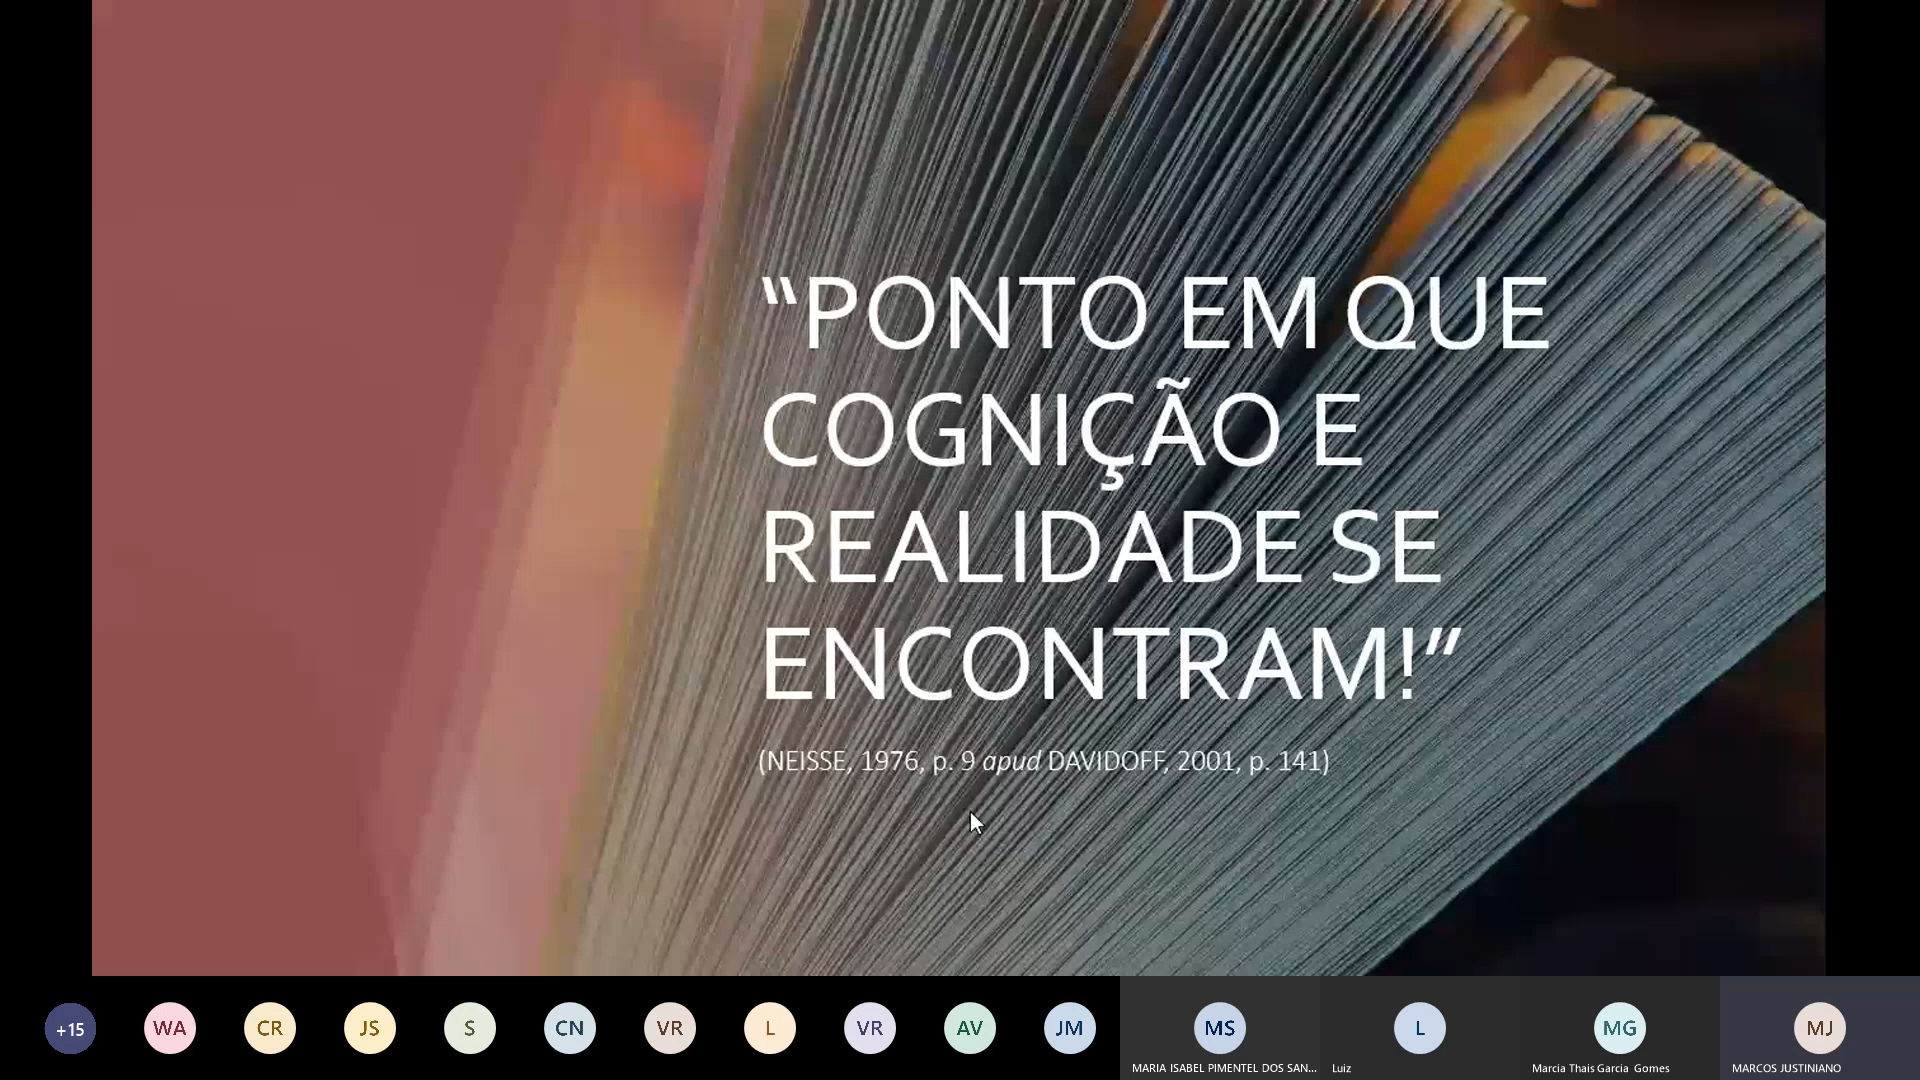 “PONTO EM QUE
COGNIÇÃO E
REALIDADE SE
ENCONTRAM!”
(NEISSE, 1976, p. 9 apud DAVIDOFF, 2001, p. 141)
+15 WA CR JS S CN VR L VR AV JM MS L MG MJ
MARIA ISABEL PIMENTEL DOS SAN... Luiz Marcia Thais Garcia Gomes MARCOS JUSTINIANO